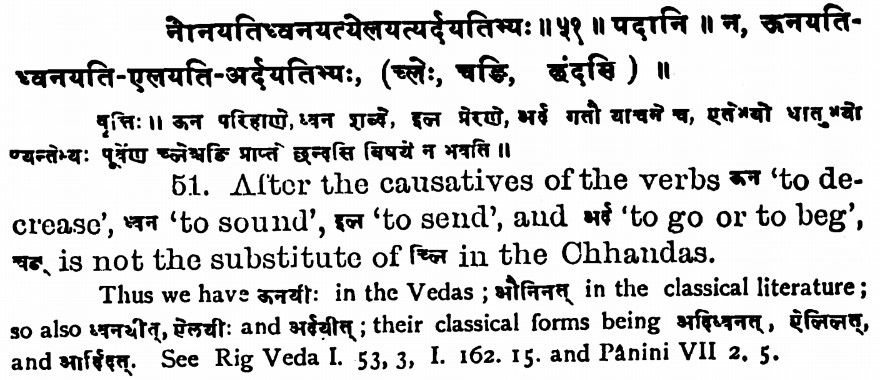 नोनयतिध्वनयत्येलयत्यर्दयतिभ्यः ॥ ५१ ॥ पदानि ॥ न, ऊनयति-
ध्वनयति-एलयति-अर्दयतिभ्यः, (च्लेः, चङि, छंदसि) ॥
वृत्तिः ॥ ऊन परिहाणे, ध्वन शब्दे, इल प्रेरणे, अर्द गतौ याचने च, एतेभ्यो धातुभ्यो
ण्यन्तेभ्यः पूर्वेण च्लेश्चङि प्राप्ते छन्दसि विषये न भवति ॥
51. After the causatives of the verbs ऊन 'to de-
crease', ध्वन 'to sound', इल 'to send', and अर्द 'to go or to beg',
चङ् is not the substitute of च्लि in the Chhandas.
Thus we have ऊनयीः in the Vedas ; औनिनत् in the classical literature ;
so also ध्वनयीत्, ऐलयीः and अर्दयीत् ; their classical forms being अदिध्वनत्, ऐलिलत्,
and आर्दिदत्. See Rig Veda I. 53, 3, I. 162. 15. and Pânini VII 2. 5.